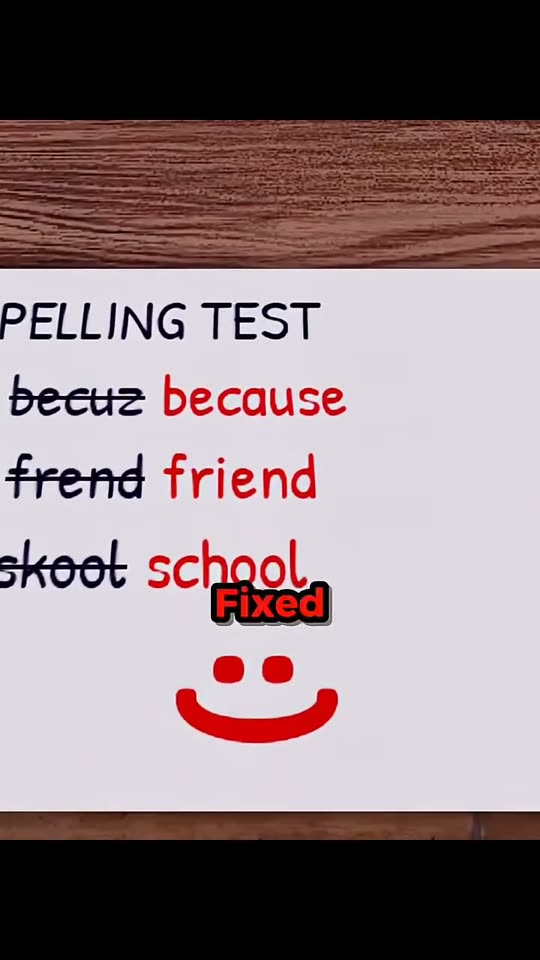 PELLING TEST
becuz because
frend friend
skool school
Fixed